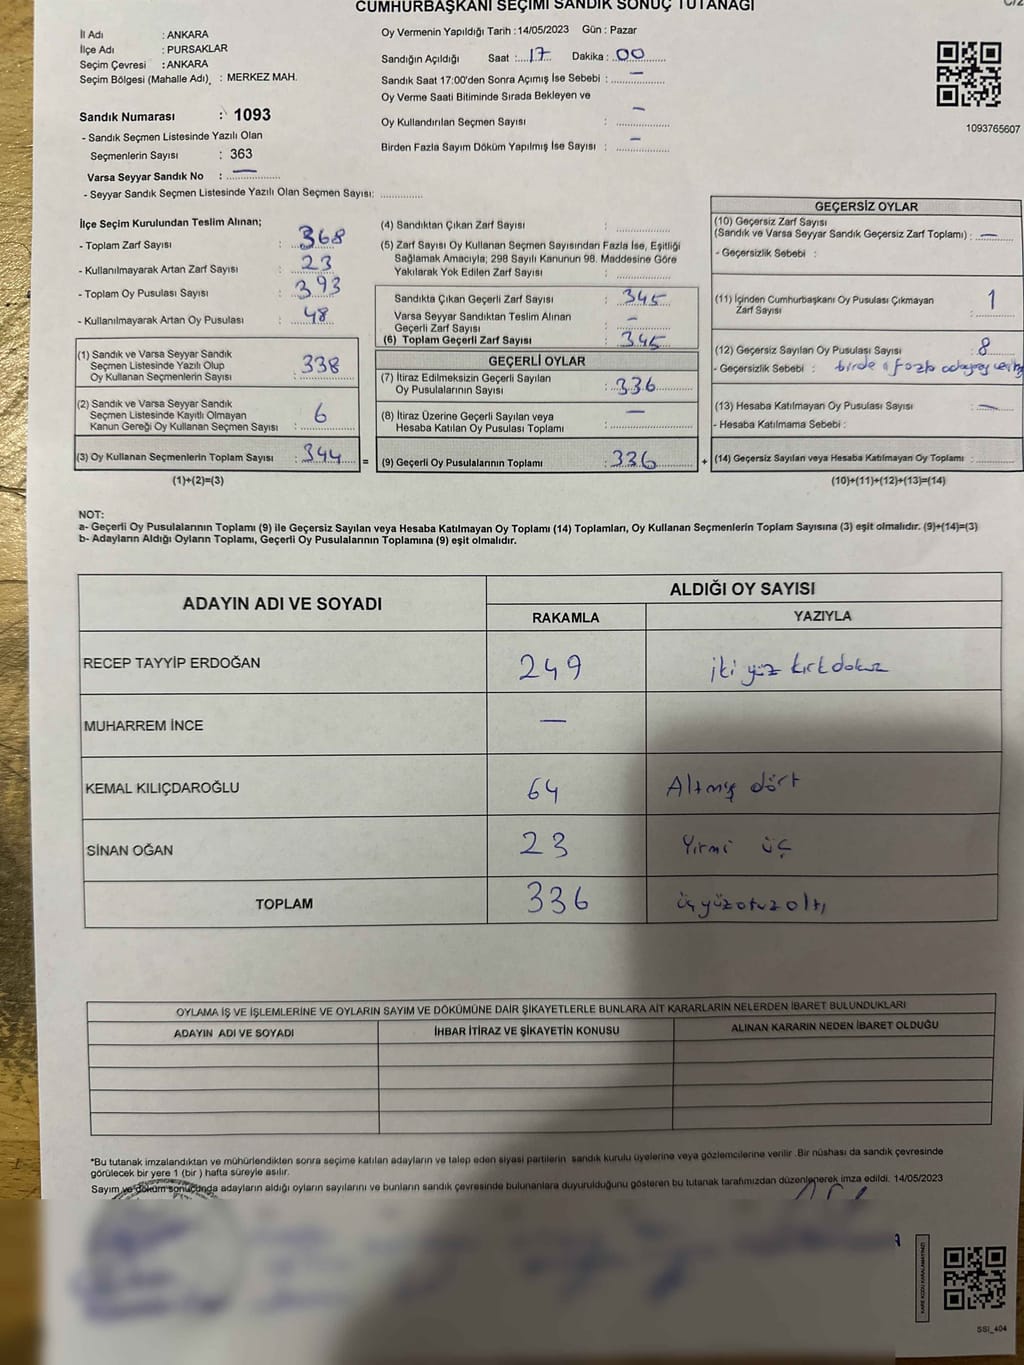 CUMHURBAŞKANI SEÇİMİ SANDIK SONUÇ TUTANAĞI
İl Adı : ANKARA
İlçe Adı : PURSAKLAR
Seçim Çevresi : ANKARA
Seçim Bölgesi (Mahalle Adı) : MERKEZ MAH.
Sandık Numarası : 1093
- Sandık Seçmen Listesinde Yazılı Olan
Seçmenlerin Sayısı : 363
Varsa Seyyar Sandık No : —
- Seyyar Sandık Seçmen Listesinde Yazılı Olan Seçmen Sayısı: ............
Oy Vermenin Yapıldığı Tarih : 14/05/2023 Gün : Pazar
Sandığın Açıldığı Saat : 17 Dakika : 00
Sandık Saat 17:00'den Sonra Açımış İse Sebebi : —
Oy Verme Saati Bitiminde Sırada Bekleyen ve
Oy Kullandırılan Seçmen Sayısı : —
Birden Fazla Sayım Döküm Yapılmış İse Sayısı : —
1093765607
İlçe Seçim Kurulundan Teslim Alınan;
- Toplam Zarf Sayısı : 368
- Kullanılmayarak Artan Zarf Sayısı : 23
- Toplam Oy Pusulası Sayısı : 393
- Kullanılmayarak Artan Oy Pusulası : 48
(1) Sandık ve Varsa Seyyar Sandık
Seçmen Listesinde Yazılı Olup
Oy Kullanan Seçmenlerin Sayısı : 338
(2) Sandık ve Varsa Seyyar Sandık
Seçmen Listesinde Kayıtlı Olmayan
Kanun Gereği Oy Kullanan Seçmen Sayısı : 6
(3) Oy Kullanan Seçmenlerin Toplam Sayısı : 344 =
(1)+(2)=(3)
(4) Sandıktan Çıkan Zarf Sayısı : ............
(5) Zarf Sayısı Oy Kullanan Seçmen Sayısından Fazla İse, Eşitliği
Sağlamak Amacıyla; 298 Sayılı Kanunun 98. Maddesine Göre
Yakılarak Yok Edilen Zarf Sayısı : ............
Sandıkta Çıkan Geçerli Zarf Sayısı : 345
Varsa Seyyar Sandıktan Teslim Alınan
Geçerli Zarf Sayısı : —
(6) Toplam Geçerli Zarf Sayısı : 345
GEÇERLİ OYLAR
(7) İtiraz Edilmeksizin Geçerli Sayılan
Oy Pusulalarının Sayısı : 336
(8) İtiraz Üzerine Geçerli Sayılan veya
Hesaba Katılan Oy Pusulası Toplamı : —
(9) Geçerli Oy Pusulalarının Toplamı : 336 +
GEÇERSİZ OYLAR
(10) Geçersiz Zarf Sayısı
(Sandık ve Varsa Seyyar Sandık Geçersiz Zarf Toplamı) : —
- Geçersizlik Sebebi :
(11) İçinden Cumhurbaşkanı Oy Pusulası Çıkmayan
Zarf Sayısı : 1
(12) Geçersiz Sayılan Oy Pusulası Sayısı : 8
- Geçersizlik Sebebi : birden fazla adaya
(13) Hesaba Katılmayan Oy Pusulası Sayısı : —
- Hesaba Katılmama Sebebi :
(14) Geçersiz Sayılan veya Hesaba Katılmayan Oy Toplamı : ............
(10)+(11)+(12)+(13)=(14)
NOT:
a- Geçerli Oy Pusulalarının Toplamı (9) ile Geçersiz Sayılan veya Hesaba Katılmayan Oy Toplamı (14) Toplamları, Oy Kullanan Seçmenlerin Toplam Sayısına (3) eşit olmalıdır. (9)+(14)=(3)
b- Adayların Aldığı Oyların Toplamı, Geçerli Oy Pusulalarının Toplamına (9) eşit olmalıdır.
ADAYIN ADI VE SOYADI ALDIĞI OY SAYISI
RAKAMLA YAZIYLA
RECEP TAYYİP ERDOĞAN 249 iki yüz kırk dokuz
MUHARREM İNCE —
KEMAL KILIÇDAROĞLU 64 Altmış dört
SİNAN OĞAN 23 Yirmi üç
TOPLAM 336 üçyüzotuzaltı
OYLAMA İŞ VE İŞLEMLERİNE VE OYLARIN SAYIM VE DÖKÜMÜNE DAİR ŞİKAYETLERLE BUNLARA AİT KARARLARIN NELERDEN İBARET BULUNDUKLARI
ADAYIN ADI VE SOYADI İHBAR İTİRAZ VE ŞİKAYETİN KONUSU ALINAN KARARIN NEDEN İBARET OLDUĞU
*Bu tutanak imzalandıktan ve mühürlendikten sonra seçime katılan adayların ve talep eden siyasi partilerin sandık kurulu üyelerine veya gözlemcilerine verilir .Bir nüshası da sandık çevresinde
görülecek bir yere 1 (bir ) hafta süreyle asılır.
Sayım ve döküm sonucunda adayların aldığı oyların sayılarını ve bunların sandık çevresinde bulunanlara duyurulduğunu gösteren bu tutanak tarafımızdan düzenlenerek imza edildi. 14/05/2023
KARE KODU KARALAMAYINIZ!
SSI_404